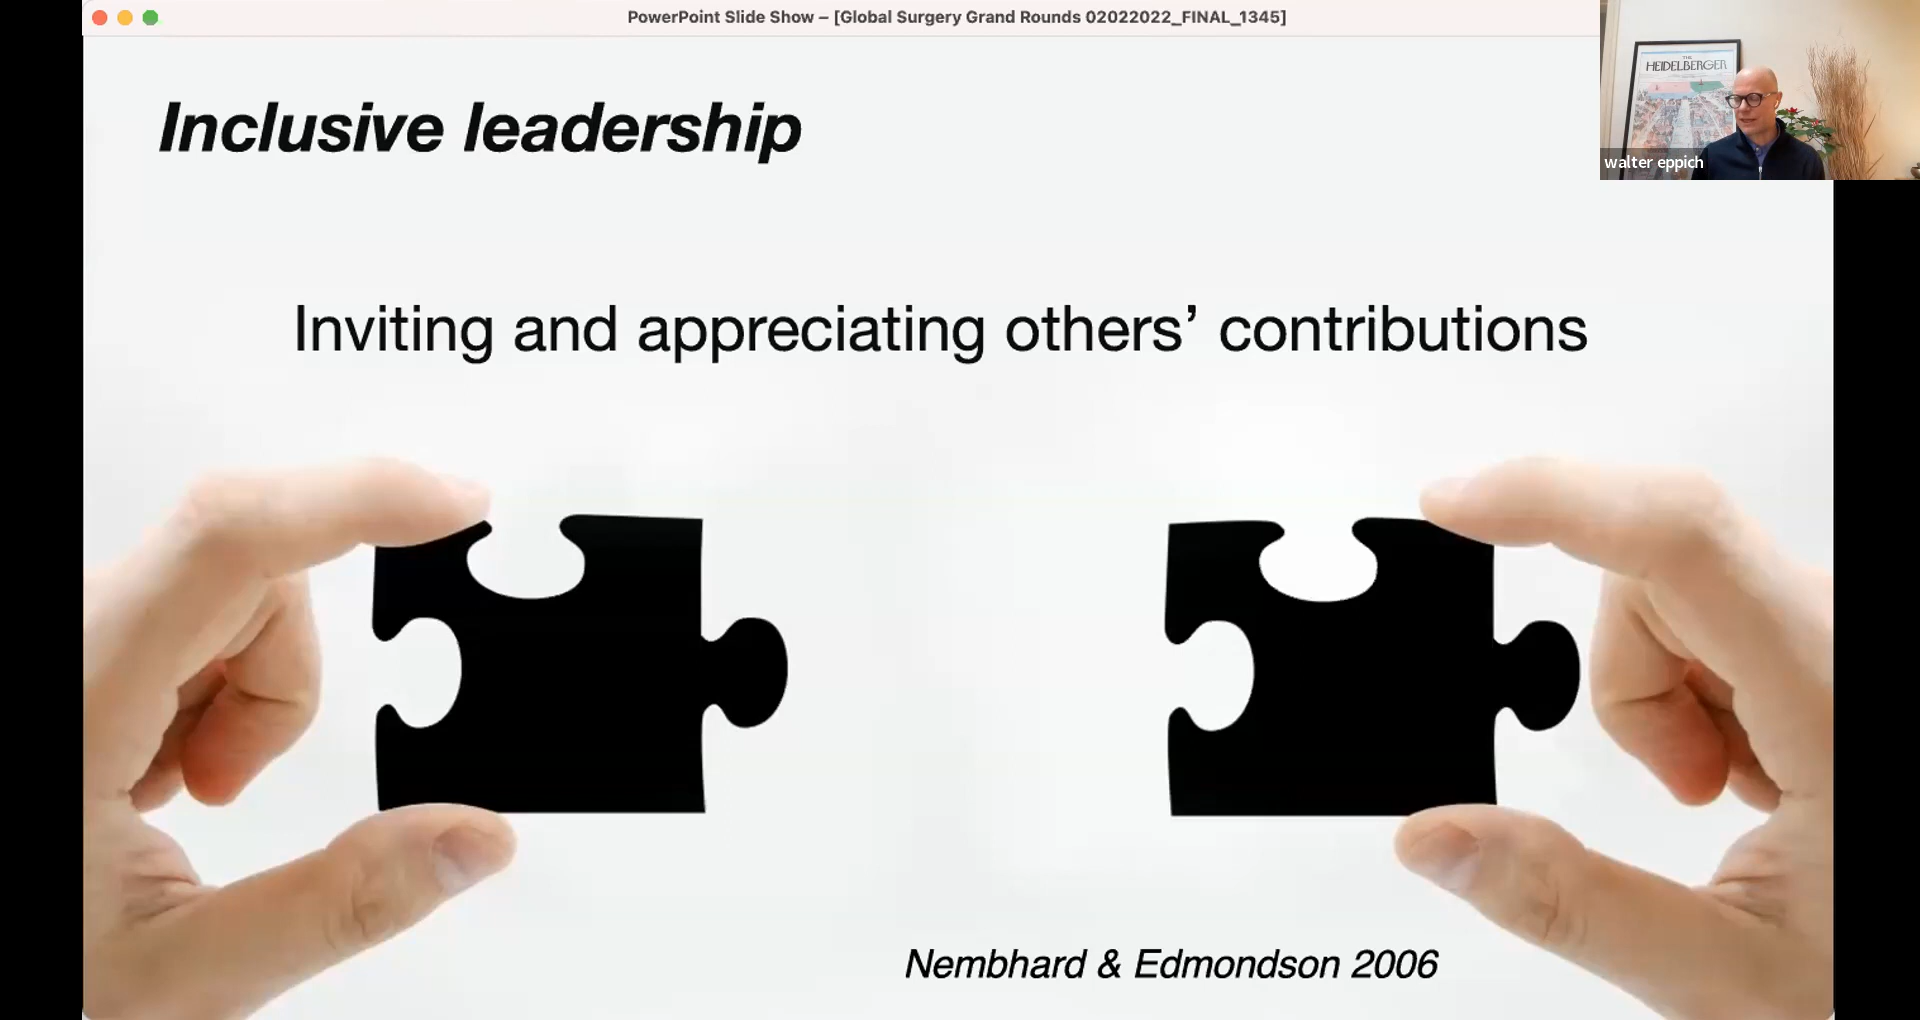 PowerPoint Slide Show – [Global Surgery Grand Rounds 02022022_FINAL_1345]
THE
HEIDELBERGER
walter eppich
Inclusive leadership
Inviting and appreciating others’ contributions
Nembhard & Edmondson 2006